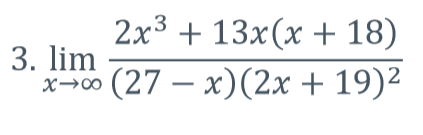 3. lim x→∞ (2x³ + 13x(x + 18)) / ((27 − x)(2x + 19)²)